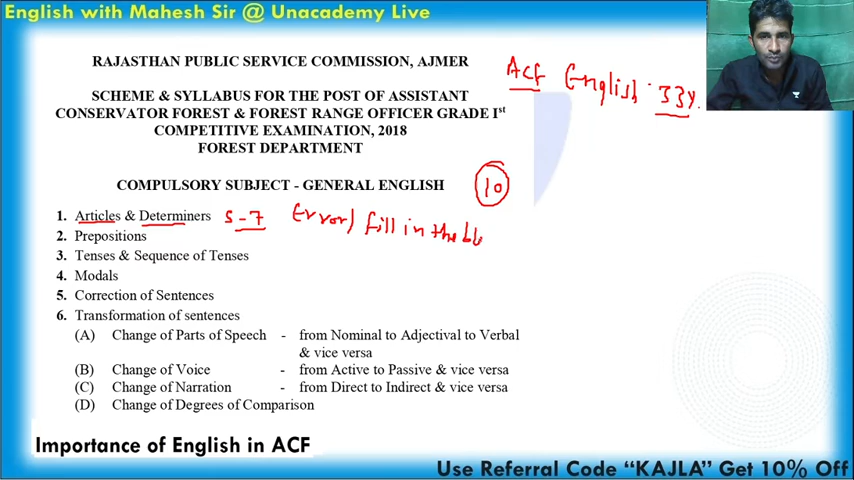 English with Mahesh Sir @ Unacademy Live
RAJASTHAN PUBLIC SERVICE COMMISSION, AJMER
ACF English 33%
SCHEME & SYLLABUS FOR THE POST OF ASSISTANT
CONSERVATOR FOREST & FOREST RANGE OFFICER GRADE Ist
COMPETITIVE EXAMINATION, 2018
FOREST DEPARTMENT
COMPULSORY SUBJECT - GENERAL ENGLISH
10
1. Articles & Determiners 5-7 Error) fill in the
2. Prepositions
3. Tenses & Sequence of Tenses
4. Modals
5. Correction of Sentences
6. Transformation of sentences
(A) Change of Parts of Speech - from Nominal to Adjectival to Verbal
& vice versa
(B) Change of Voice - from Active to Passive & vice versa
(C) Change of Narration - from Direct to Indirect & vice versa
(D) Change of Degrees of Comparison
Importance of English in ACF
Use Referral Code “KAJLA” Get 10% Off